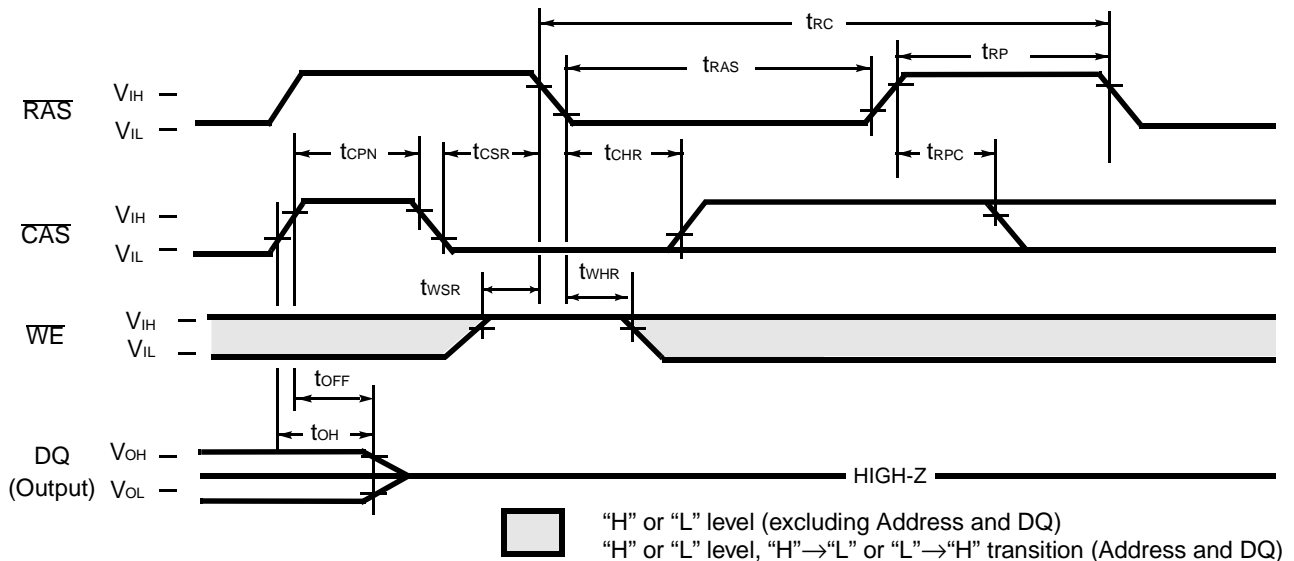 tRC
tRAS
tRP
RAS
VIH
VIL
tCPN
tCSR
tCHR
tRPC
CAS
VIH
VIL
tWSR
tWHR
WE
VIH
VIL
tOFF
tOH
DQ
(Output)
VOH
VOL
HIGH-Z
“H” or “L” level (excluding Address and DQ)
“H” or “L” level, “H”→“L” or “L”→“H” transition (Address and DQ)